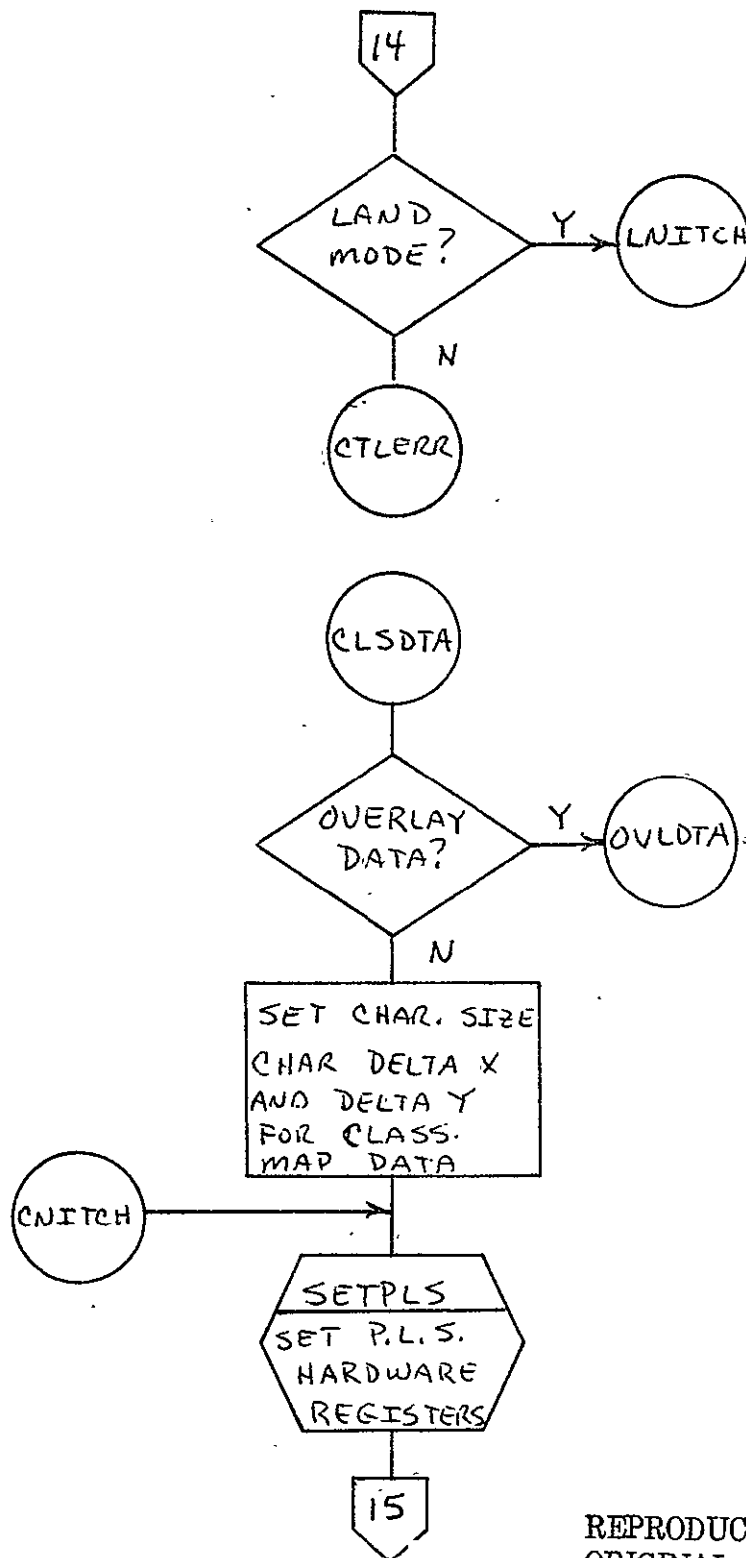 14
LAND
MODE?
Y
LNITCH
N
CTLERR
CLSDTA
OVERLAY
DATA?
Y
OVLDTA
N
SET CHAR. SIZE
CHAR DELTA X
AND DELTA Y
FOR CLASS.
MAP DATA
CNITCH
SETPLS
SET P.L.S.
HARDWARE
REGISTERS
15
REPRODUC